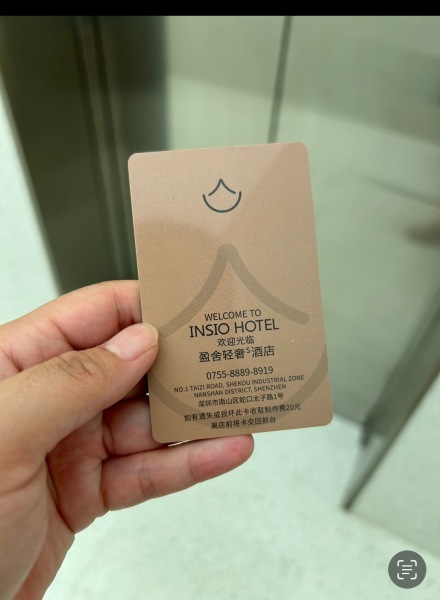 WELCOME TO
INSIO HOTEL
欢迎光临
盈舍轻奢S酒店
0755-8889-8919
NO.1 TAIZI ROAD, SHEKOU INDUSTRIAL ZONE
NANSHAN DISTRICT, SHENZHEN
深圳市南山区蛇口太子路1号
如有遗失或损坏此卡收取制作费20元
离店前将卡交回前台